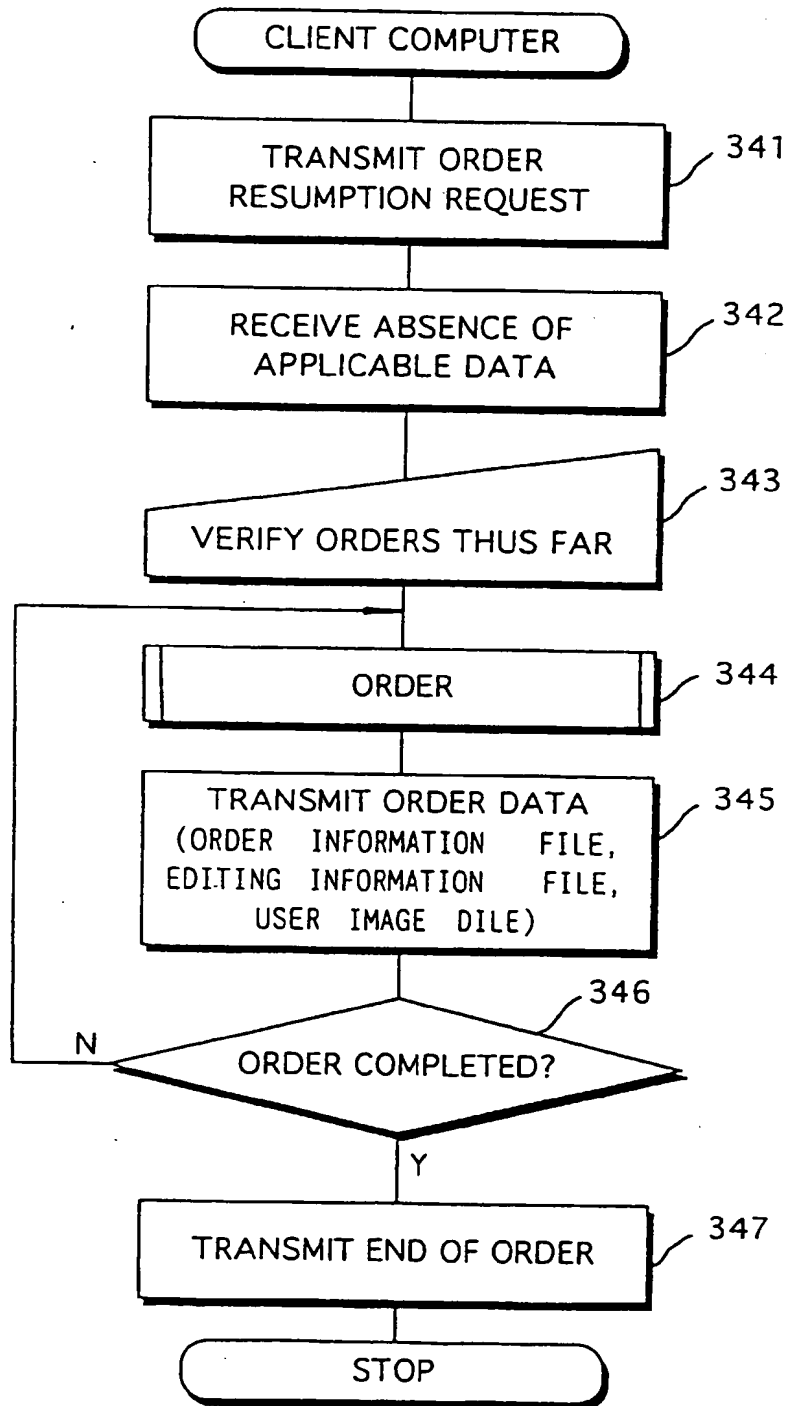 CLIENT COMPUTER
TRANSMIT ORDER
RESUMPTION REQUEST
341
RECEIVE ABSENCE OF
APPLICABLE DATA
342
VERIFY ORDERS THUS FAR
343
ORDER
344
TRANSMIT ORDER DATA
(ORDER INFORMATION FILE,
EDITING INFORMATION FILE,
USER IMAGE DILE)
345
346
N
ORDER COMPLETED?
Y
TRANSMIT END OF ORDER
347
STOP